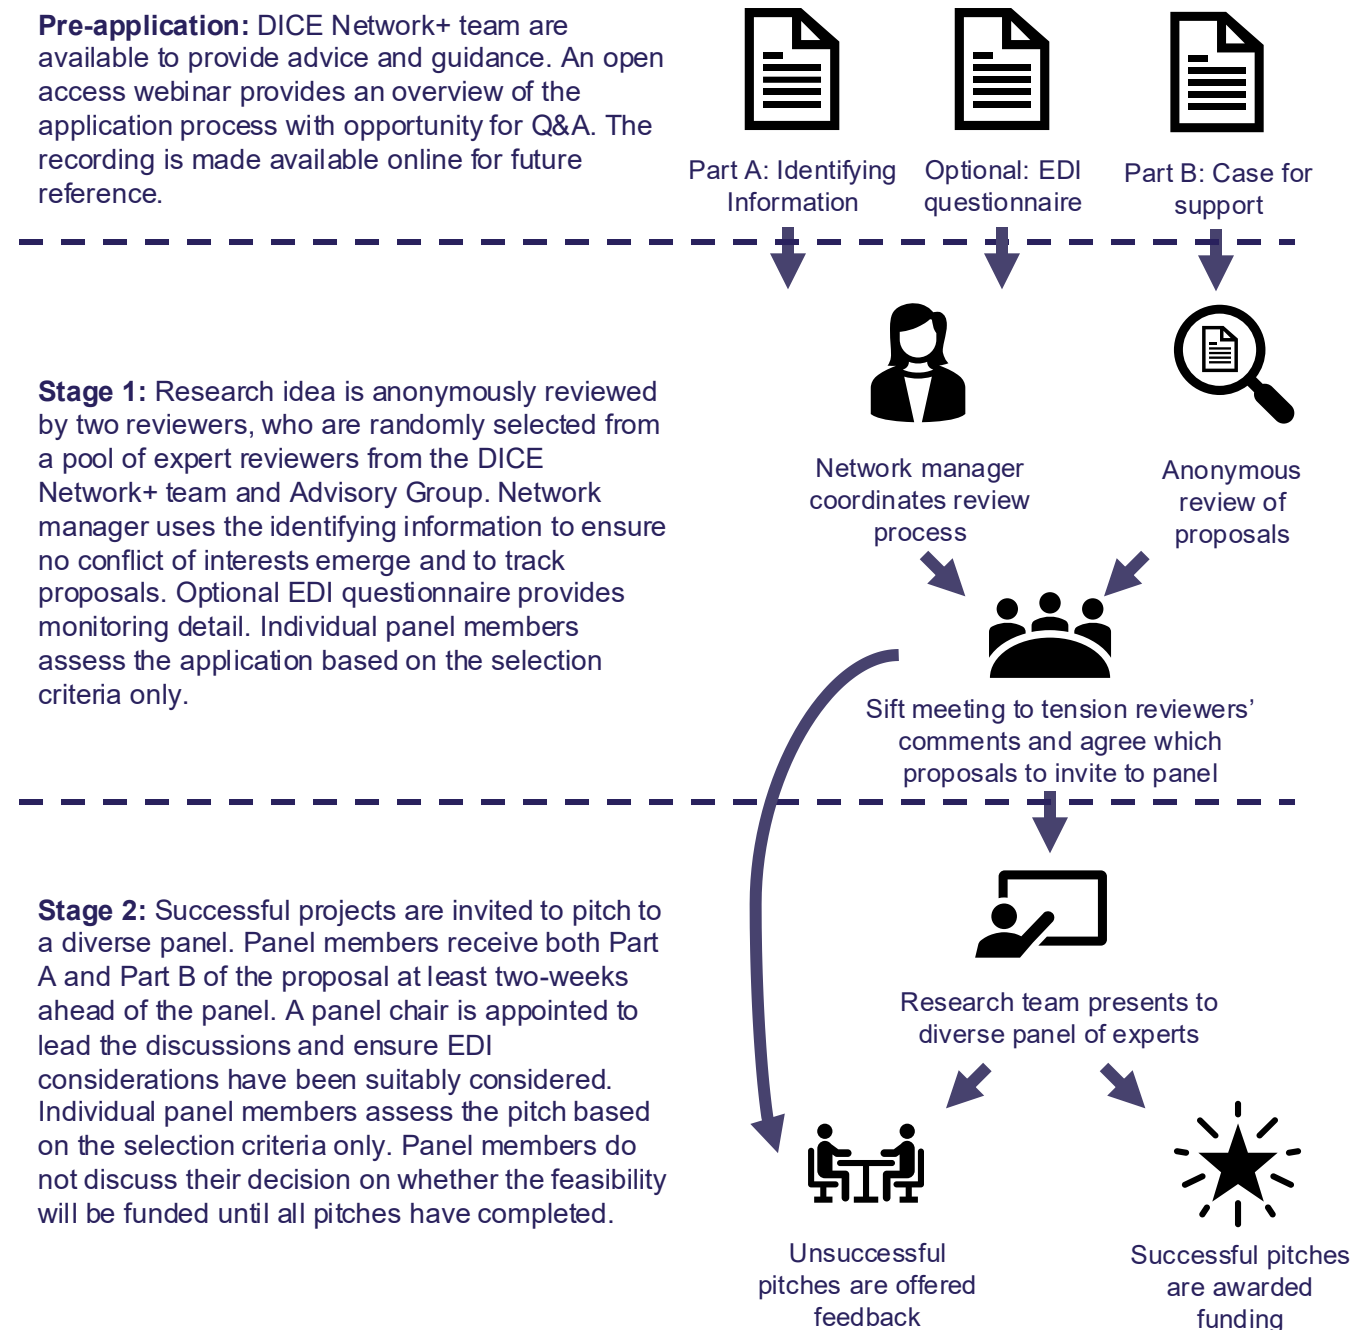 Pre-application: DICE Network+ team are
available to provide advice and guidance. An open
access webinar provides an overview of the
application process with opportunity for Q&A. The
recording is made available online for future
reference.
Part A: Identifying
Information
Optional: EDI
questionnaire
Part B: Case for
support
Stage 1: Research idea is anonymously reviewed
by two reviewers, who are randomly selected from
a pool of expert reviewers from the DICE
Network+ team and Advisory Group. Network
manager uses the identifying information to ensure
no conflict of interests emerge and to track
proposals. Optional EDI questionnaire provides
monitoring detail. Individual panel members
assess the application based on the selection
criteria only.
Network manager
coordinates review
process
Anonymous
review of
proposals
Sift meeting to tension reviewers’
comments and agree which
proposals to invite to panel
Stage 2: Successful projects are invited to pitch to
a diverse panel. Panel members receive both Part
A and Part B of the proposal at least two-weeks
ahead of the panel. A panel chair is appointed to
lead the discussions and ensure EDI
considerations have been suitably considered.
Individual panel members assess the pitch based
on the selection criteria only. Panel members do
not discuss their decision on whether the feasibility
will be funded until all pitches have completed.
Research team presents to
diverse panel of experts
Unsuccessful
pitches are offered
feedback
Successful pitches
are awarded
funding